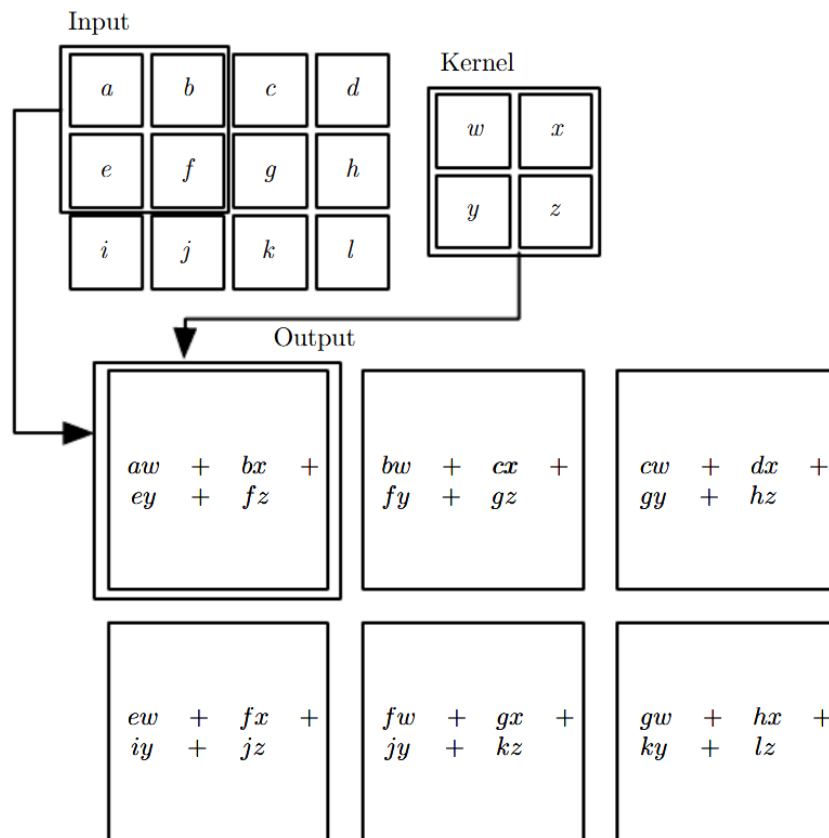 Input
a b c d
e f g h
i j k l
Kernel
w x
y z
Output
aw + bx +
ey + fz
bw + cx +
fy + gz
cw + dx +
gy + hz
ew + fx +
iy + jz
fw + gx +
jy + kz
gw + hx +
ky + lz